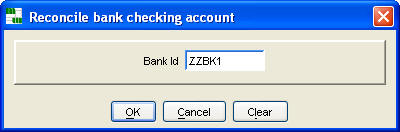 Reconcile bank checking account
Bank Id ZZBK1
OK Cancel Clear